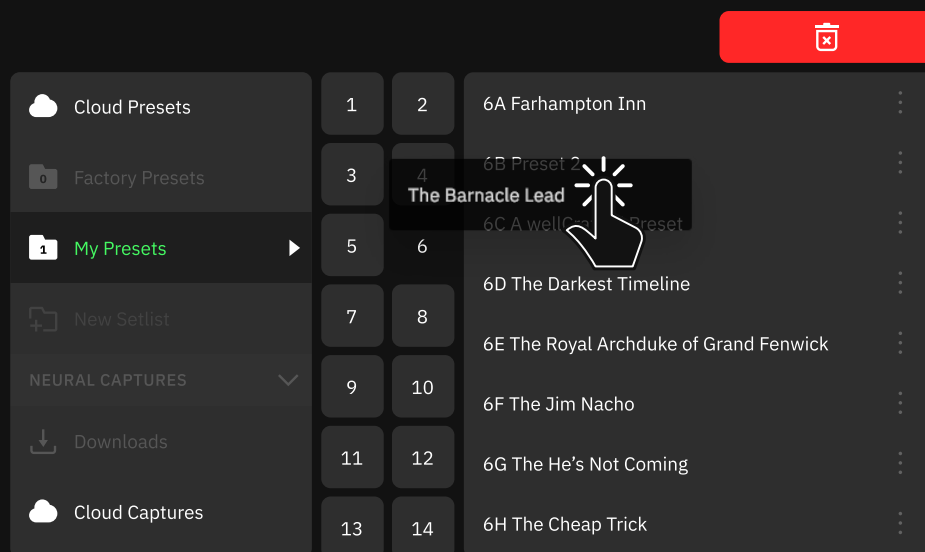 Cloud Presets
0 Factory Presets
1 My Presets
New Setlist
NEURAL CAPTURES
Downloads
Cloud Captures
1 2
3 4
5 6
7 8
9 10
11 12
13 14
6A Farhampton Inn
6B Preset 2
The Barnacle Lead
6C A wellCra Preset
6D The Darkest Timeline
6E The Royal Archduke of Grand Fenwick
6F The Jim Nacho
6G The He’s Not Coming
6H The Cheap Trick